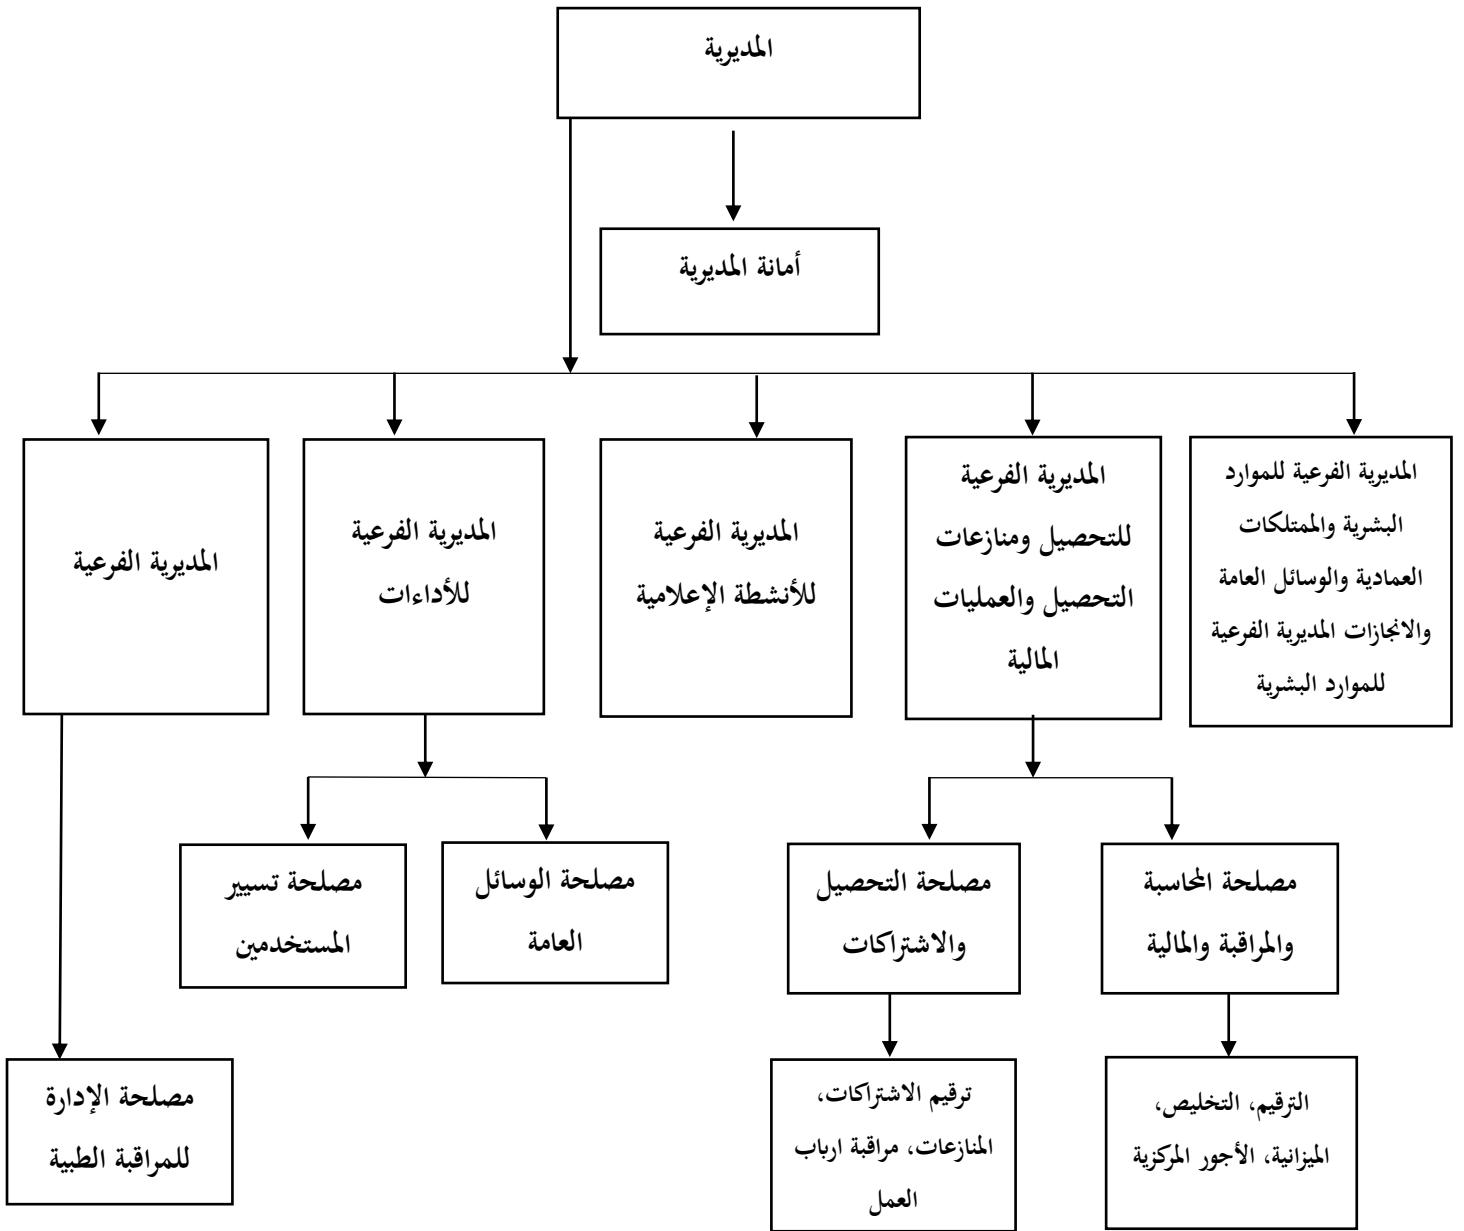 المديرية
أمانة المديرية
المديرية الفرعية للموارد
البشرية والممتلكات
العمادية والوسائل العامة
والانجازات المديرية الفرعية
للموارد البشرية
المديرية الفرعية
للتحصيل ومنازعات
التحصيل والعمليات
المالية
المديرية الفرعية
للأنشطة الإعلامية
المديرية الفرعية
للأداءات
المديرية الفرعية
مصلحة المحاسبة
والمراقبة والمالية
مصلحة التحصيل
والاشتراكات
مصلحة الوسائل
العامة
مصلحة تسيير
المستخدمين
الترقيم، التخليص،
الميزانية، الأجور المركزية
ترقيم الاشتراكات،
المنازعات، مراقبة ارباب
العمل
مصلحة الإدارة
للمراقبة الطبية